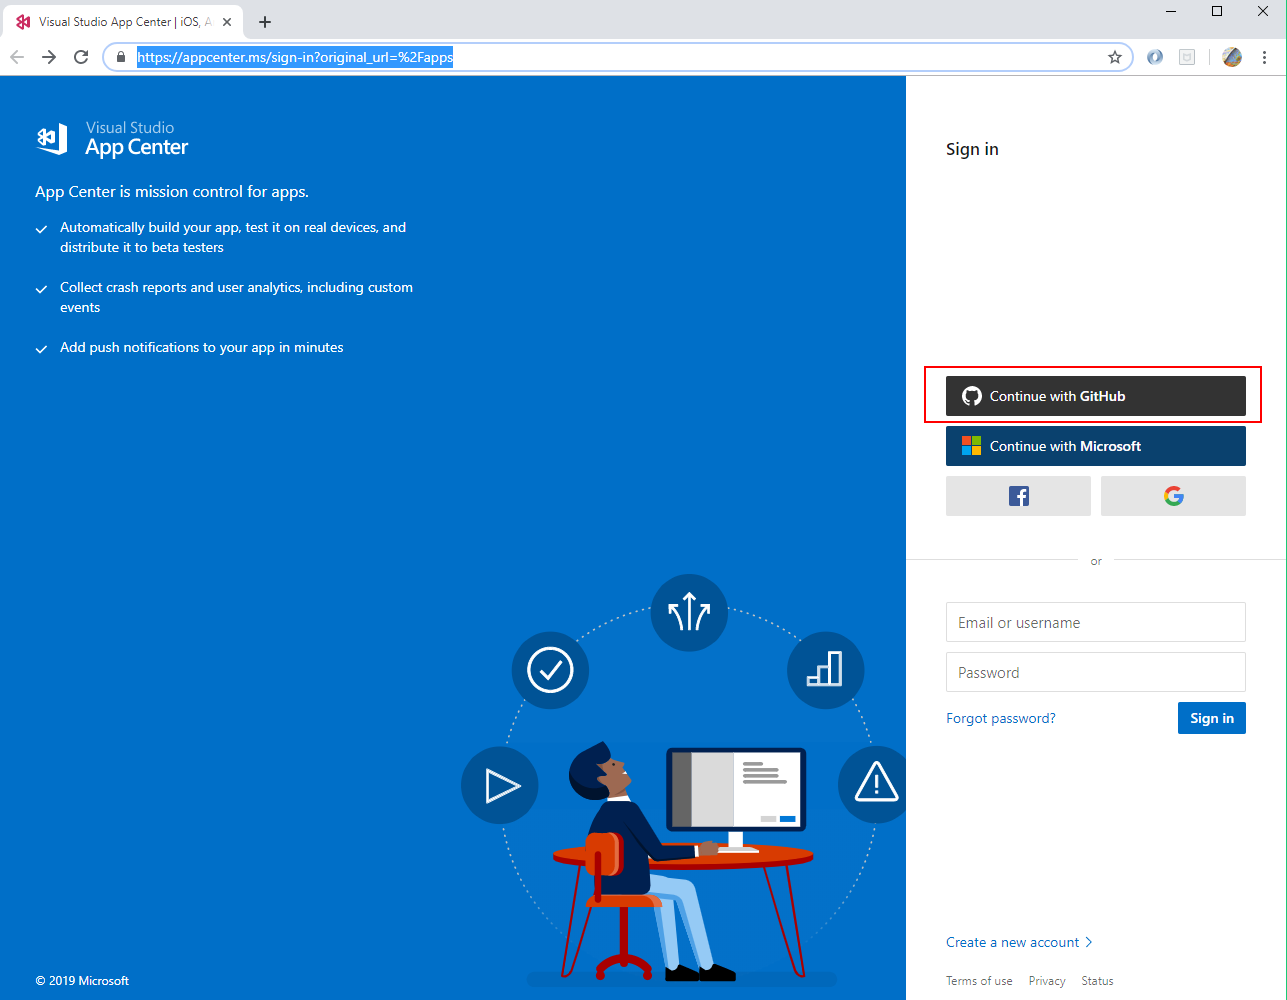 Visual Studio App Center | iOS, A
https://appcenter.ms/sign-in?original_url=%2Fapps
Visual Studio
App Center
App Center is mission control for apps.
Automatically build your app, test it on real devices, and
distribute it to beta testers
Collect crash reports and user analytics, including custom
events
Add push notifications to your app in minutes
© 2019 Microsoft
Sign in
Continue with GitHub
Continue with Microsoft
or
Email or username
Password
Forgot password?
Sign in
Create a new account
Terms of use Privacy Status